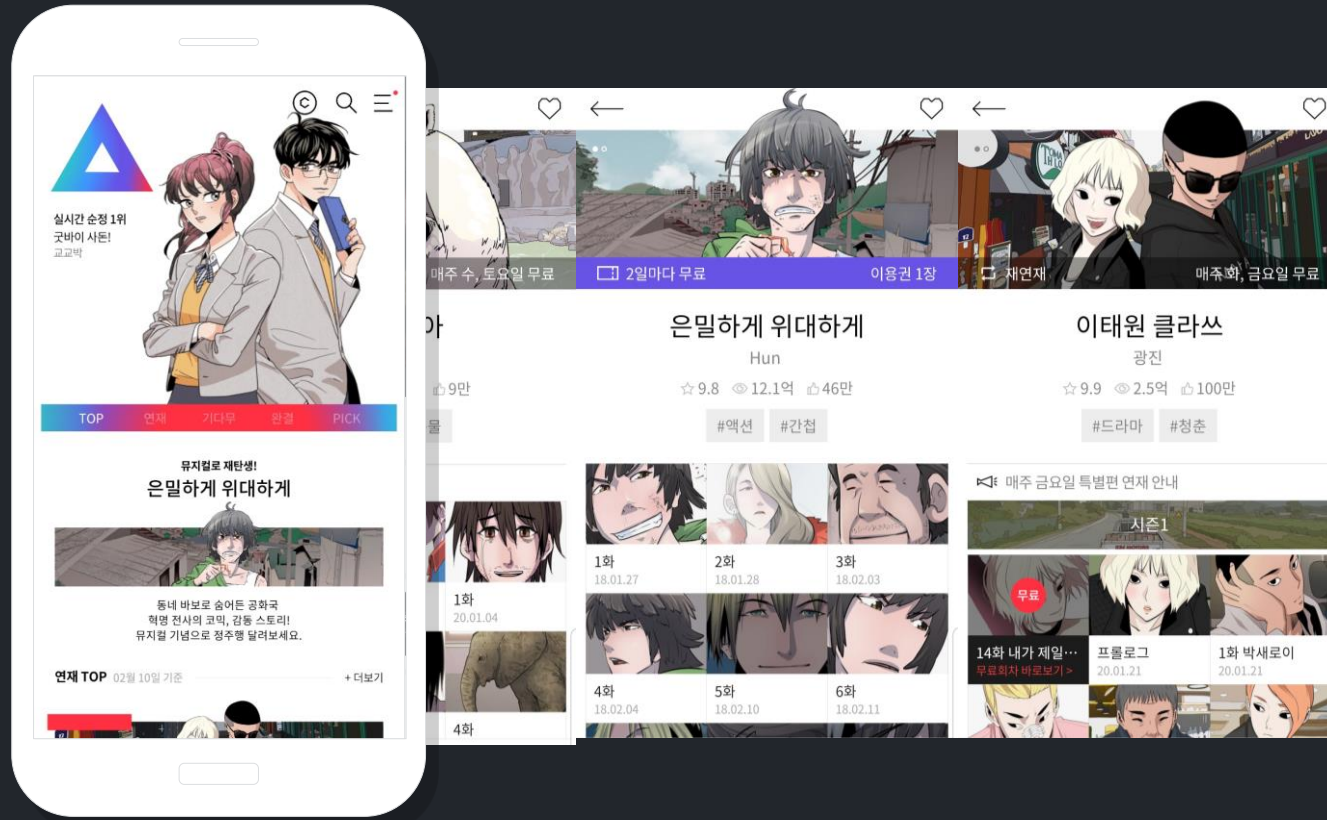 실시간 순정 1위
굿바이 사돈!
교교박
TOP 연재 기다무 완결 PICK
뮤지컬로 재탄생!
은밀하게 위대하게
동네 바보로 숨어든 공화국
혁명 전사의 코믹, 감동 스토리!
뮤지컬 기념으로 정주행 달려보세요.
연재 TOP 02월 10일 기준 + 더보기
매주 수, 토요일 무료
아
9만
물
1화
20.01.04
4화
2일마다 무료 이용권 1장
은밀하게 위대하게
Hun
9.8 12.1억 46만
#액션 #간첩
1화 2화 3화
18.01.27 18.01.28 18.02.03
4화 5화 6화
18.02.04 18.02.10 18.02.11
재연재 매주 화, 금요일 무료
이태원 클라쓰
광진
9.9 2.5억 100만
#드라마 #청춘
매주 금요일 특별편 연재 안내
시즌1
무료
14화 내가 제일… 프롤로그 1화 박새로이
무료회차 바로보기 > 20.01.21 20.01.21